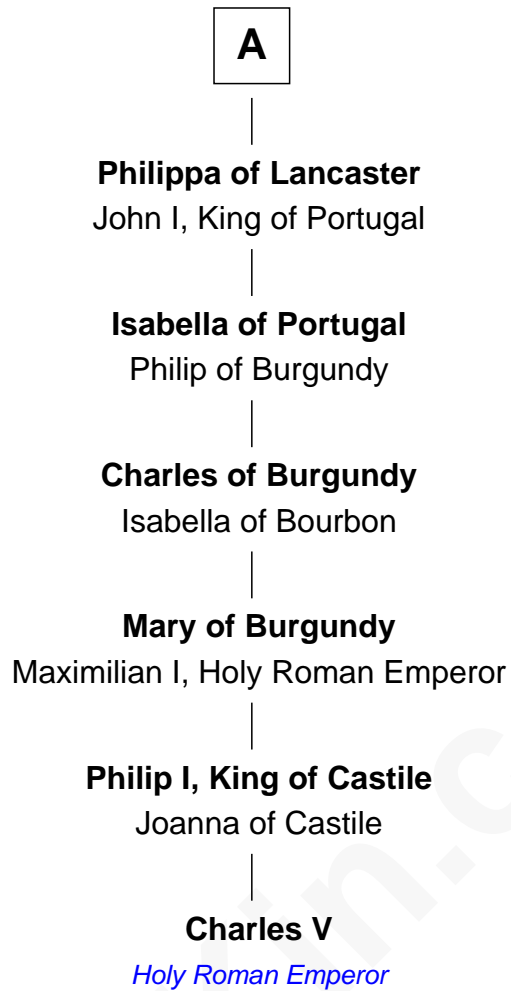 A
Philippa of Lancaster
John I, King of Portugal
Isabella of Portugal
Philip of Burgundy
Charles of Burgundy
Isabella of Bourbon
Mary of Burgundy
Maximilian I, Holy Roman Emperor
Philip I, King of Castile
Joanna of Castile
Charles V
Holy Roman Emperor